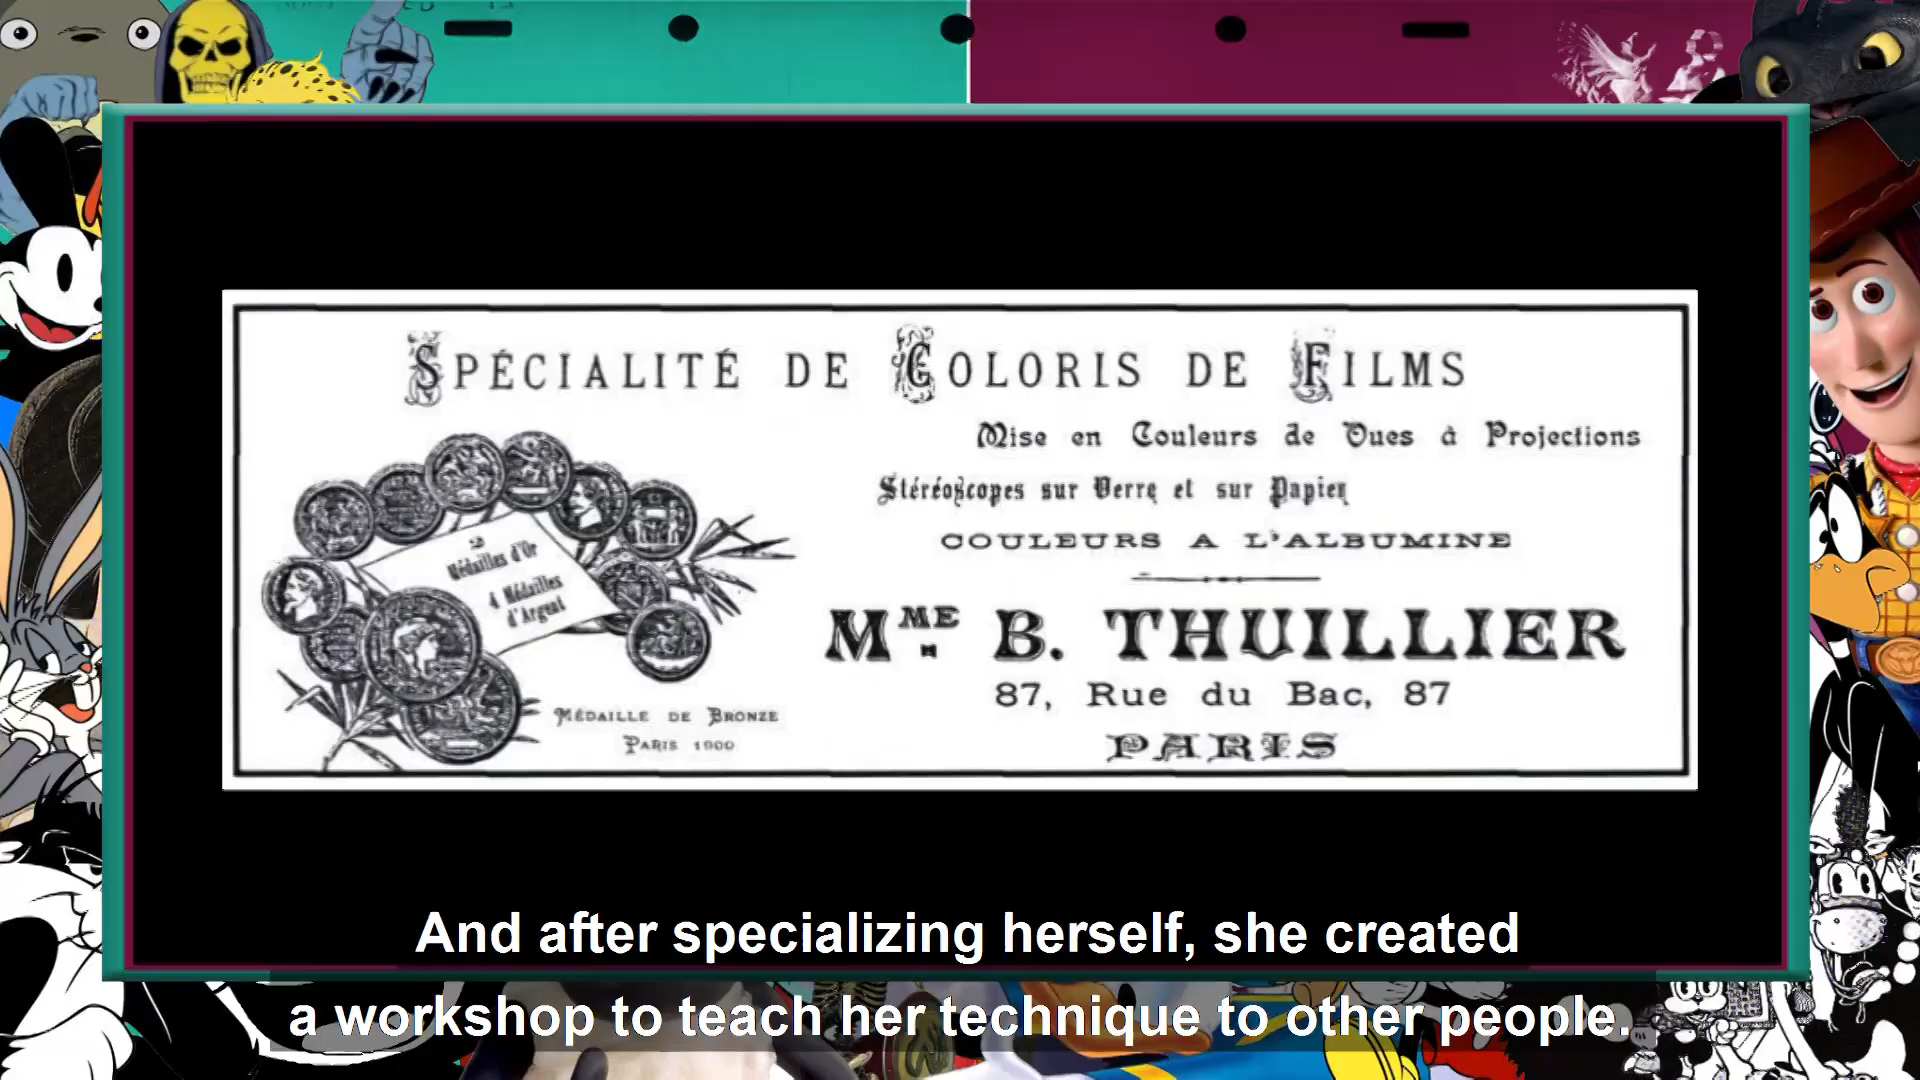 SPÉCIALITÉ DE COLORIS DE FILMS
Mise en Couleurs de Vues à Projections
Stéréoscopes sur Verre et sur Papier
COULEURS A L'ALBUMINE
2
Médailles d'Or
4 Médailles
d'Argent
MME B. THUILLIER
87, Rue du Bac, 87
PARIS
MÉDAILLE DE BRONZE
PARIS 1900
And after specializing herself, she created
a workshop to teach her technique to other people.